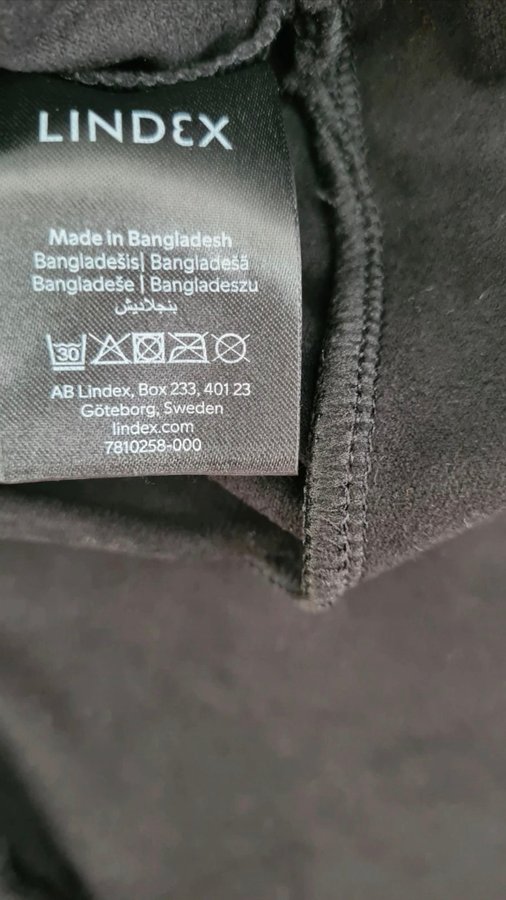 LINDEX
Made in Bangladesh
Bangladešis| Bangladešā
Bangladeše | Bangladeszu
بنجلاديش
30
AB Lindex, Box 233, 401 23
Göteborg, Sweden
lindex.com
7810258-000